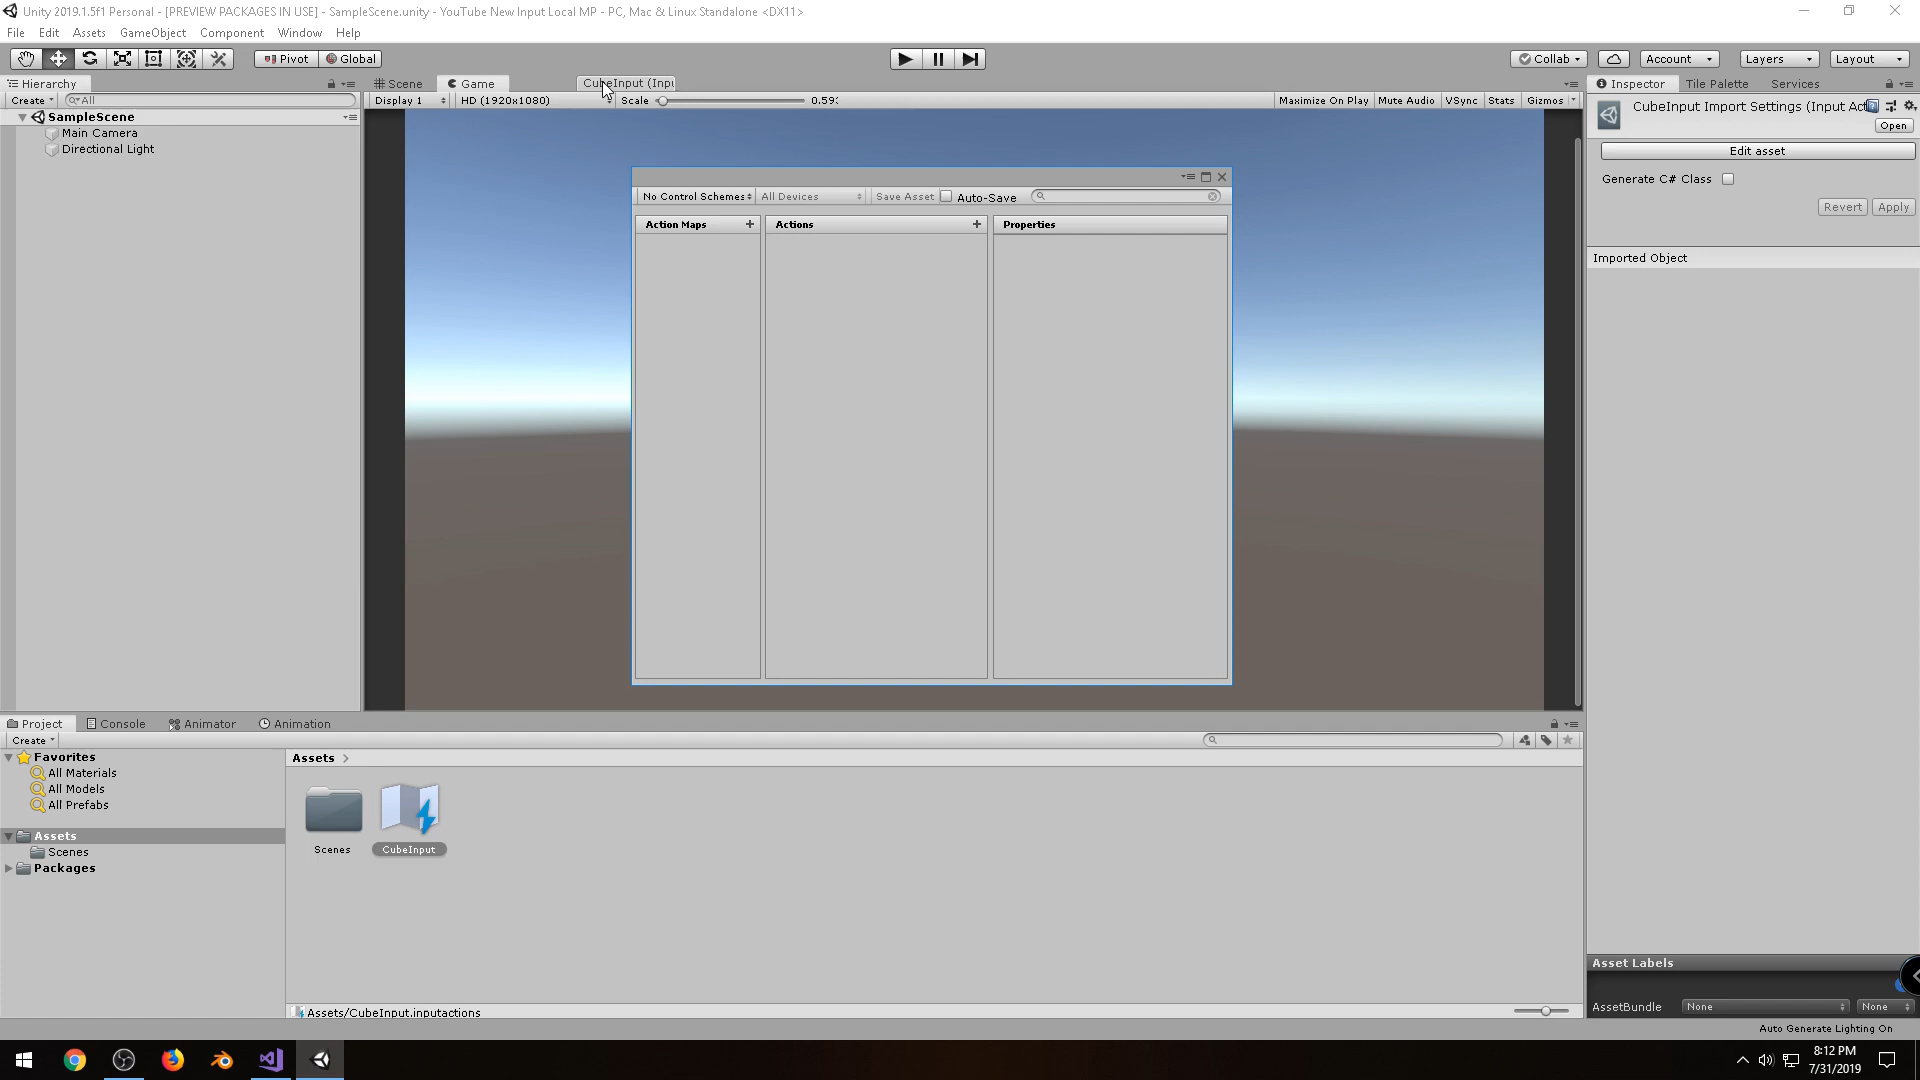 Unity 2019.1.5f1 Personal - [PREVIEW PACKAGES IN USE] - SampleScene.unity - YouTube New Input Local MP - PC, Mac & Linux Standalone <DX11>
File Edit Assets GameObject Component Window Help
Pivot Global Collab Account Layers Layout
Hierarchy Scene Game CubeInput (Inpu Inspector Tile Palette Services
Create All Display 1 HD (1920x1080) Scale 0.59 Maximize On Play Mute Audio VSync Stats Gizmos
CubeInput Import Settings (Input Ac
Open
SampleScene
Main Camera
Directional Light
Edit asset
Generate C# Class
Revert Apply
Imported Object
No Control Schemes All Devices Save Asset Auto-Save
Action Maps + Actions + Properties
Project Console Animator Animation
Create
Favorites
All Materials
All Models
All Prefabs
Assets
Scenes
Packages
Assets
Scenes CubeInput
Assets/CubeInput.inputactions
Asset Labels
AssetBundle None None
Auto Generate Lighting On
8:12 PM
7/31/2019